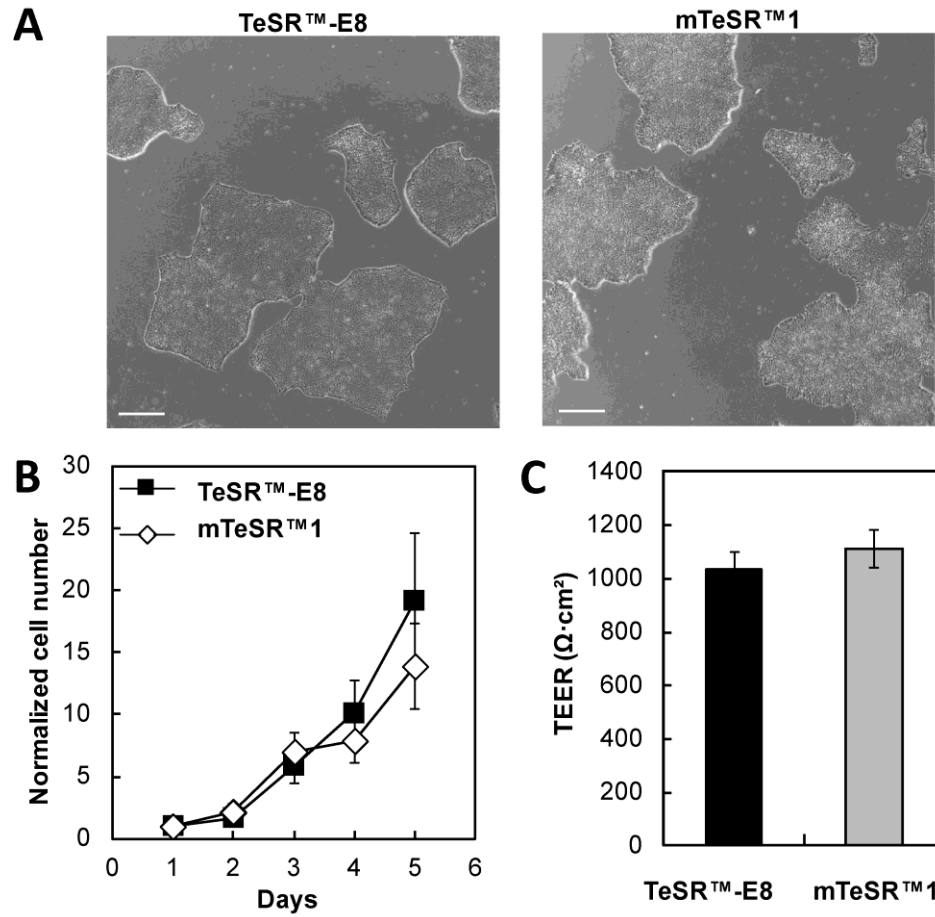 A
TeSR™-E8
mTeSR™1
B
Normalized cell number
30
25
20
15
10
5
0
TeSR™-E8
mTeSR™1
0 1 2 3 4 5 6
Days
C
TEER (Ω·cm²)
1400
1200
1000
800
600
400
200
0
TeSR™-E8 mTeSR™1